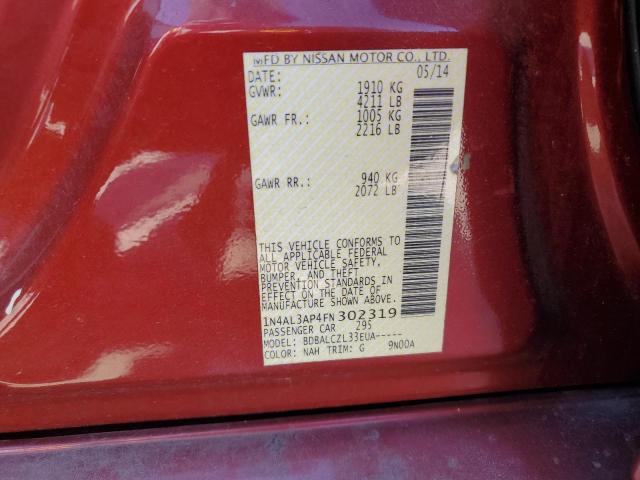 MFD BY NISSAN MOTOR CO., LTD.
DATE: 05/14
GVWR: 1910 KG
4211 LB
GAWR FR.: 1005 KG
2216 LB
GAWR RR.: 940 KG
2072 LB
THIS VEHICLE CONFORMS TO
ALL APPLICABLE FEDERAL
MOTOR VEHICLE SAFETY,
BUMPER, AND THEFT
PREVENTION STANDARDS IN
EFFECT ON THE DATE OF
MANUFACTURE SHOWN ABOVE.
1N4AL3AP4FN302319
PASSENGER CAR 295
MODEL: BDBALCZL33EUA-----
COLOR: NAH TRIM: G 9N00A